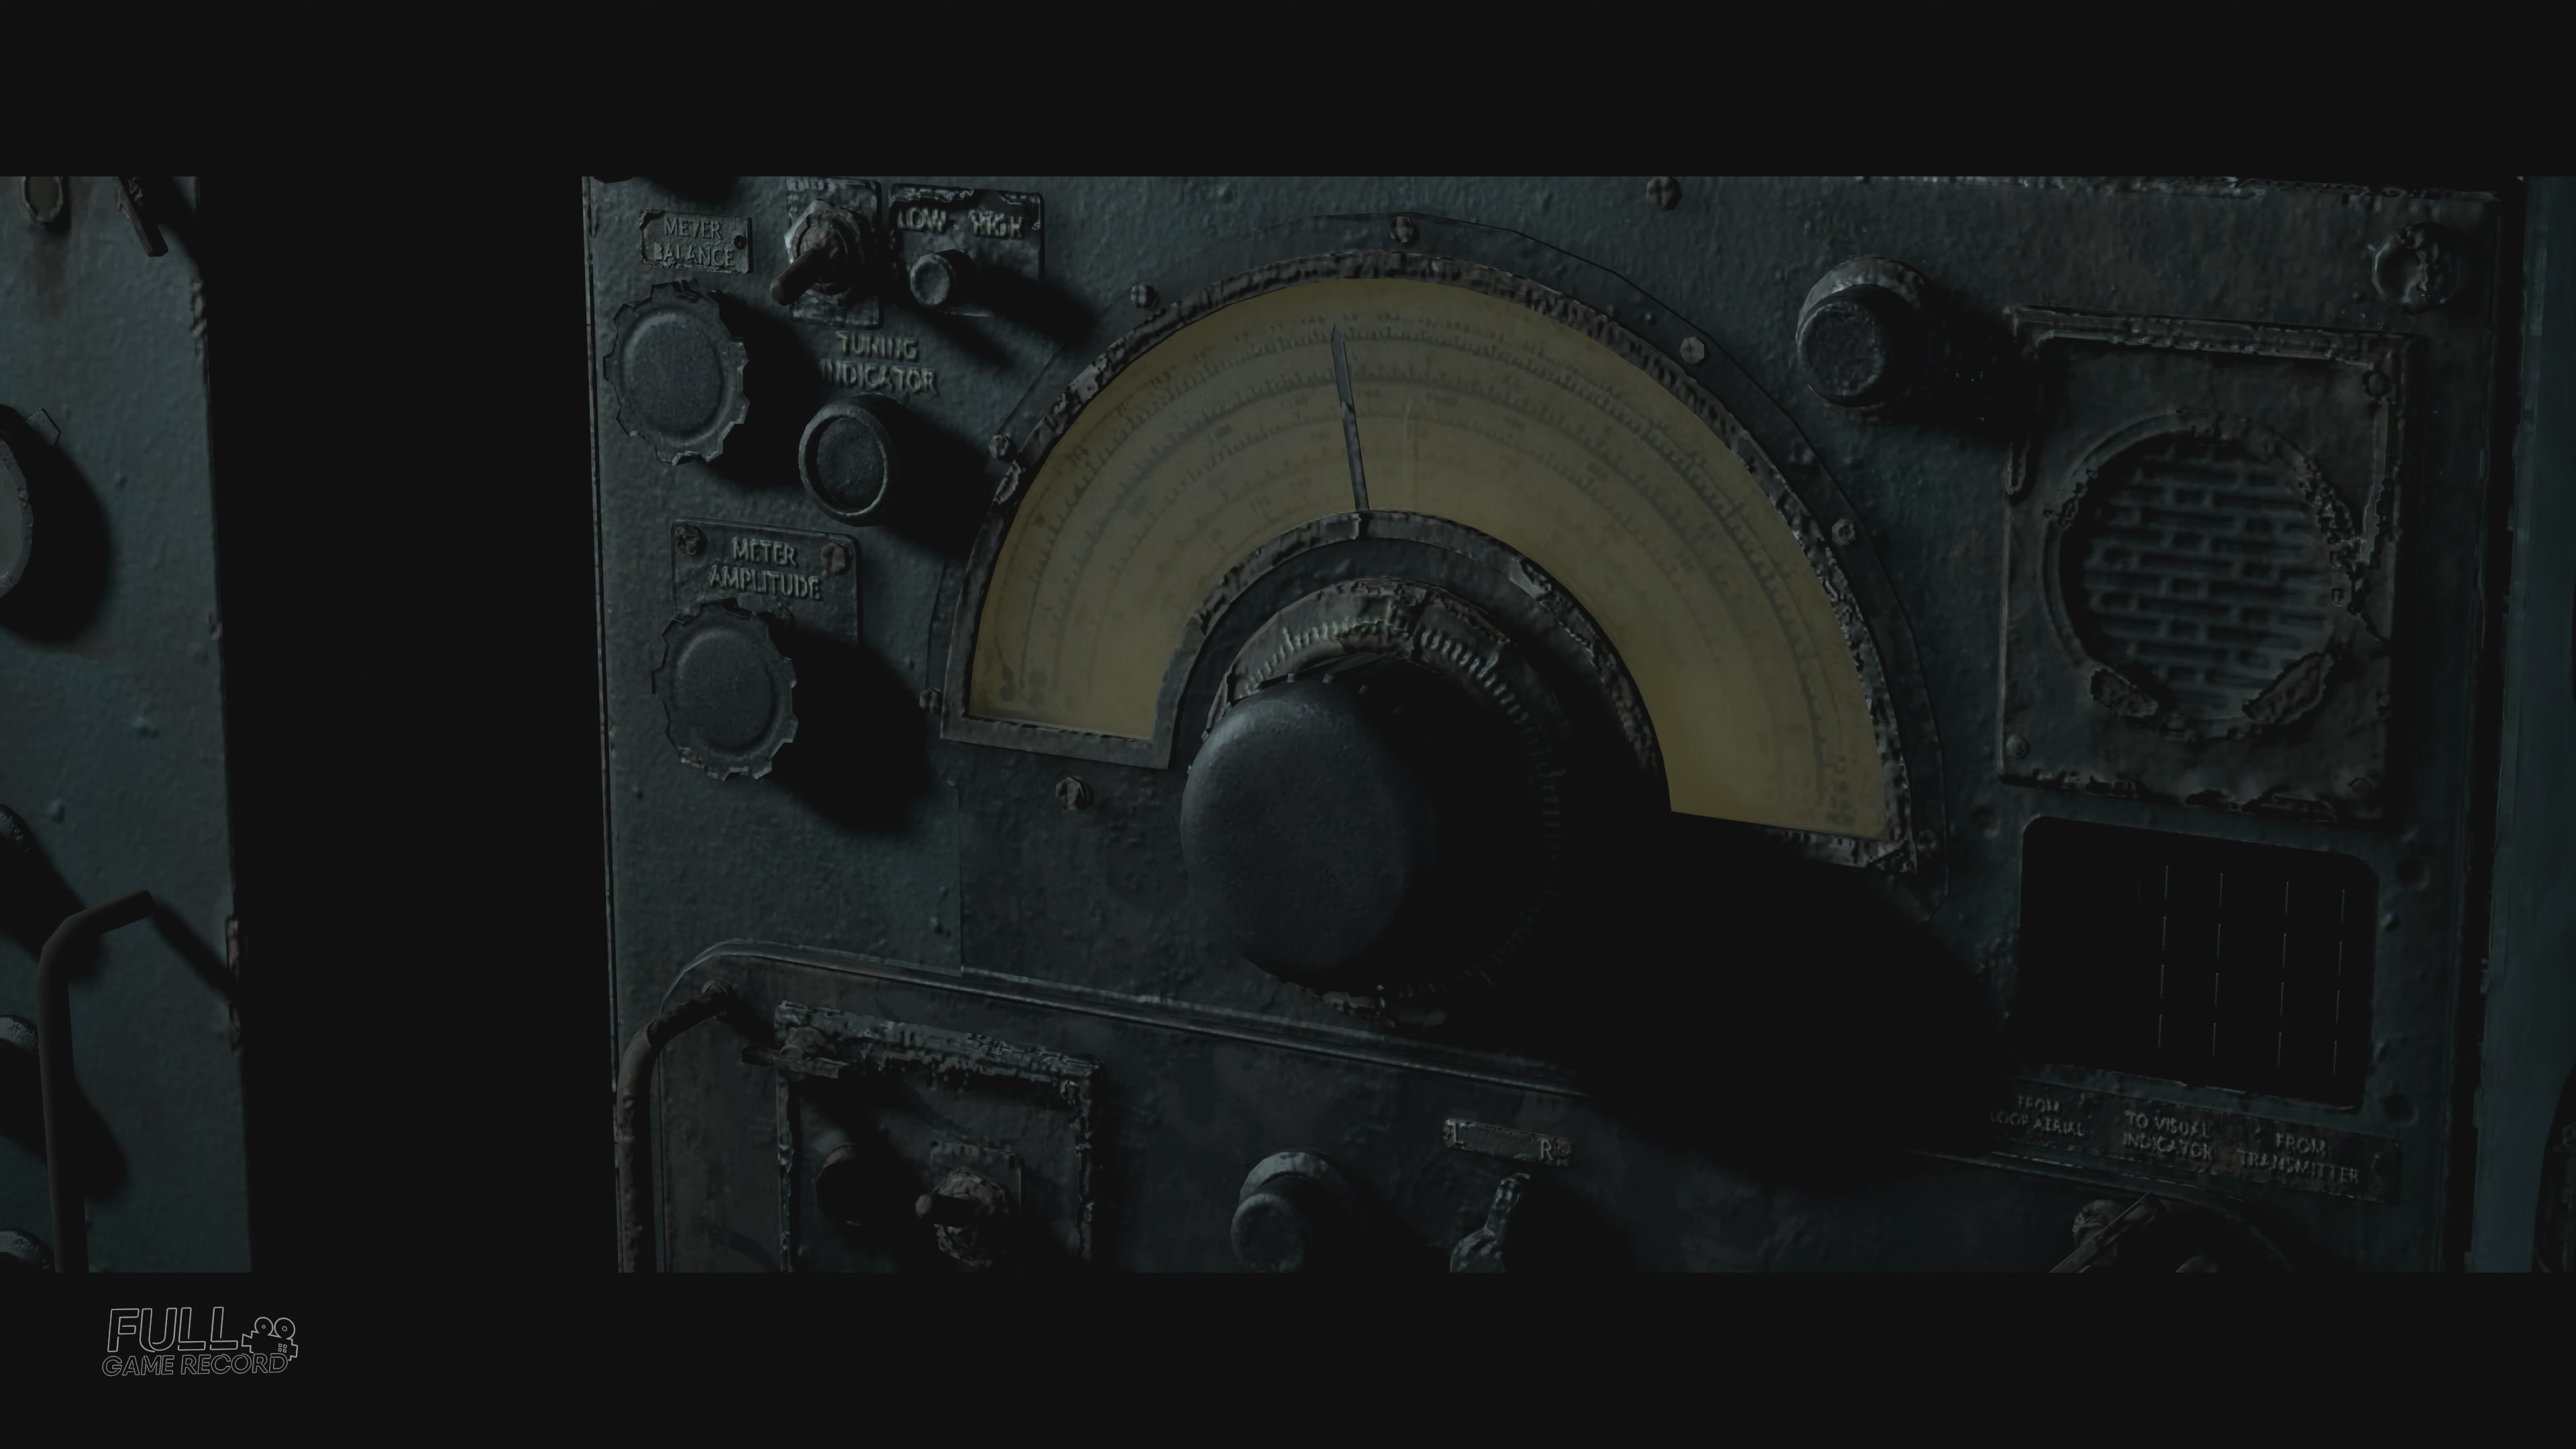 METER
BALANCE
LOW - HIGH
TUNING
INDICATOR
METER
AMPLITUDE
L R
FROM
LOOP AERIAL
TO VISUAL
INDICATOR
FROM
TRANSMITTER
FULL
GAME RECORD